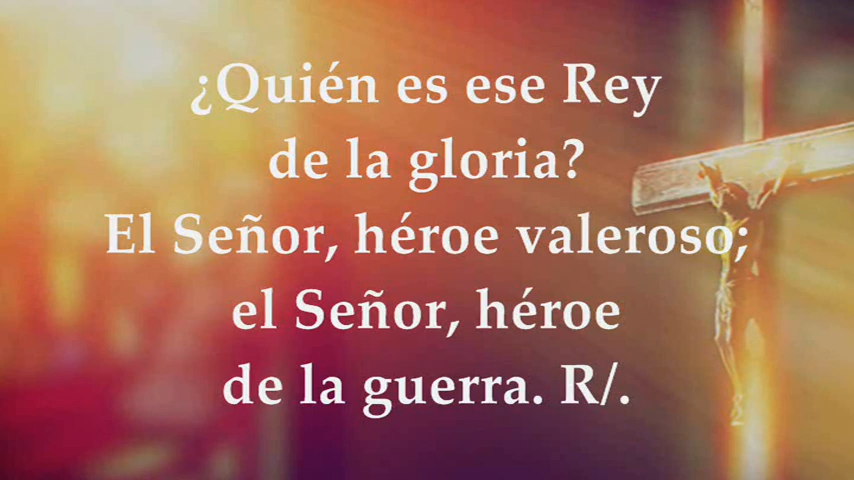 ¿Quién es ese Rey
de la gloria?
El Señor, héroe valeroso;
el Señor, héroe
de la guerra. R/.